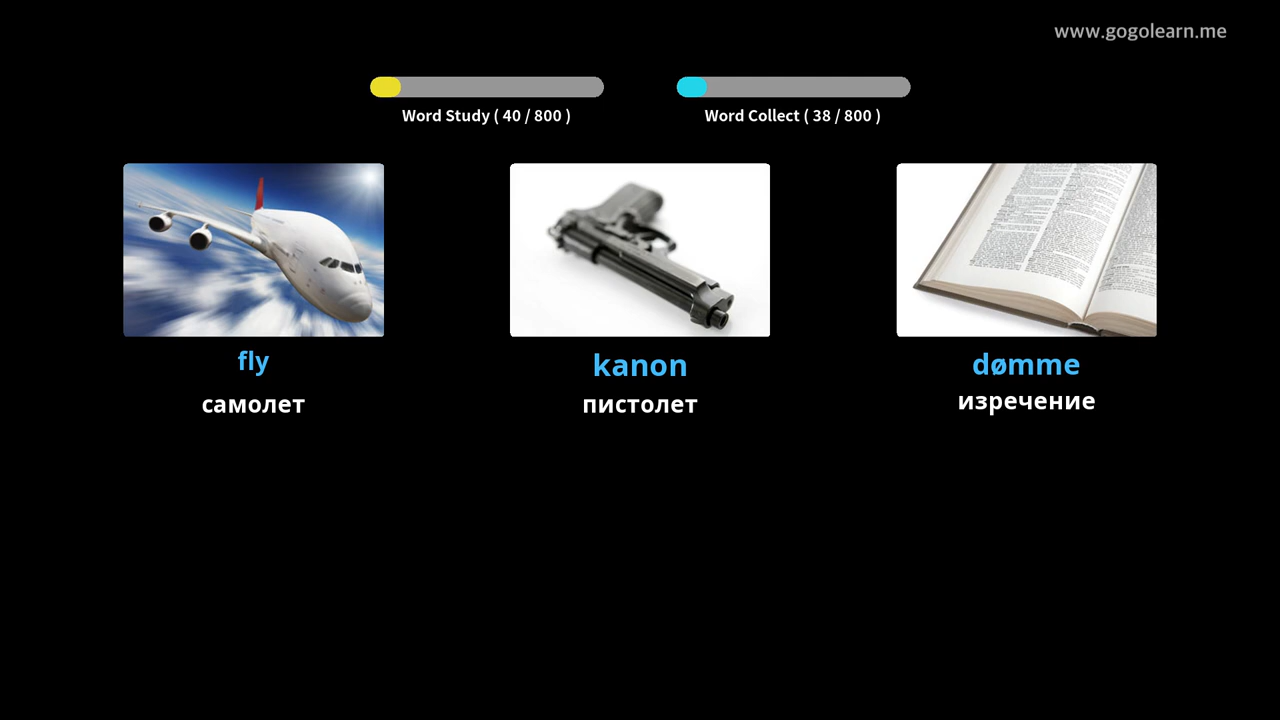 www.gogolearn.me
Word Study ( 40 / 800 )
Word Collect ( 38 / 800 )
fly
kanon
dømme
самолет
пистолет
изречение